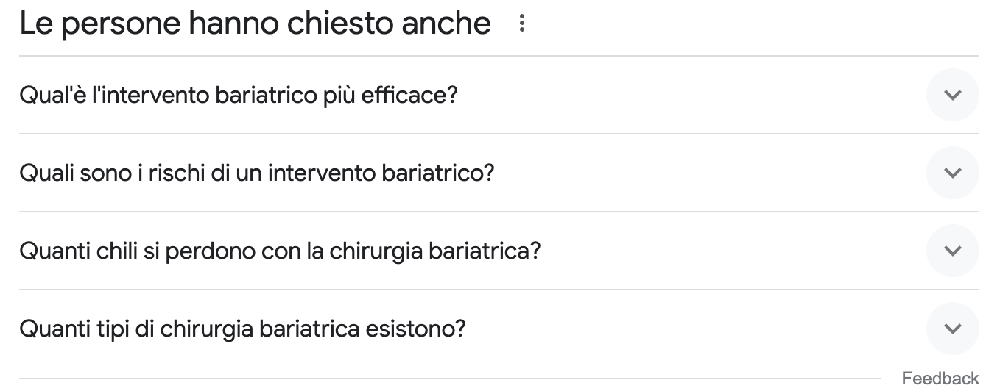 Le persone hanno chiesto anche
Qual'è l'intervento bariatrico più efficace?
Quali sono i rischi di un intervento bariatrico?
Quanti chili si perdono con la chirurgia bariatrica?
Quanti tipi di chirurgia bariatrica esistono?
Feedback